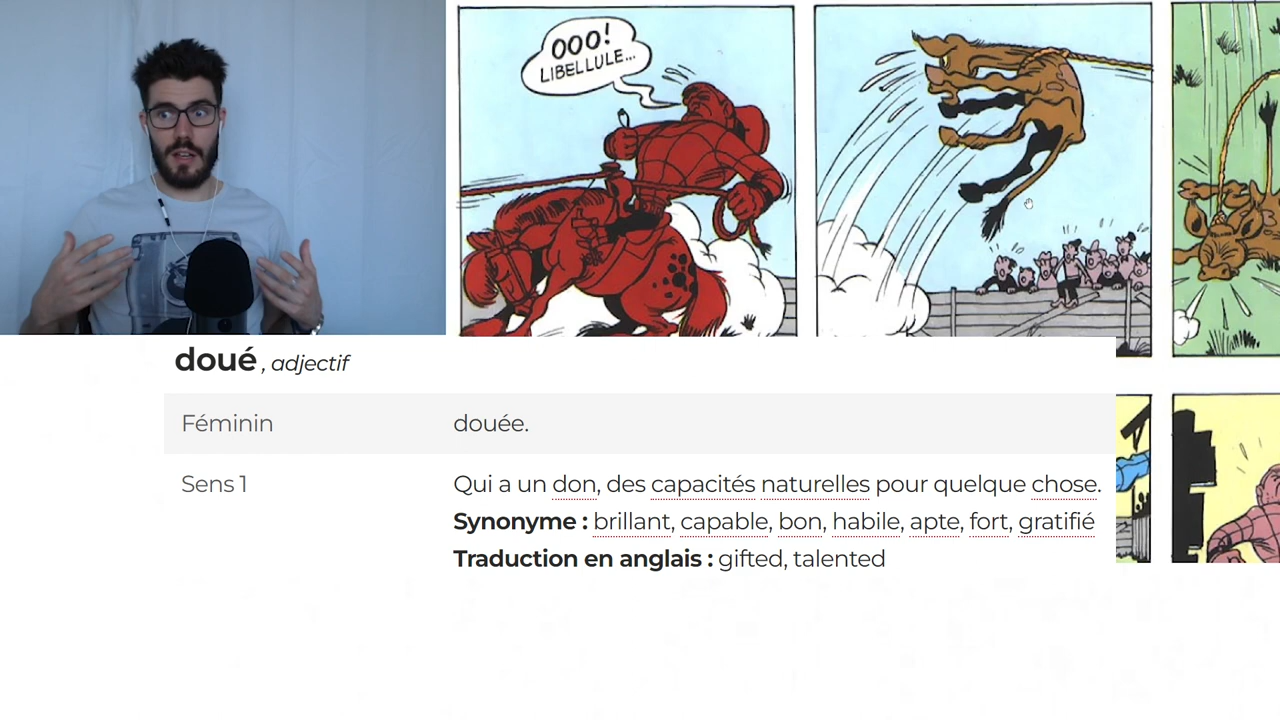 OOO!
LIBELLULE...
doué, adjectif
Féminin
douée.
Sens 1
Qui a un don, des capacités naturelles pour quelque chose.
Synonyme : brillant, capable, bon, habile, apte, fort, gratifié
Traduction en anglais : gifted, talented